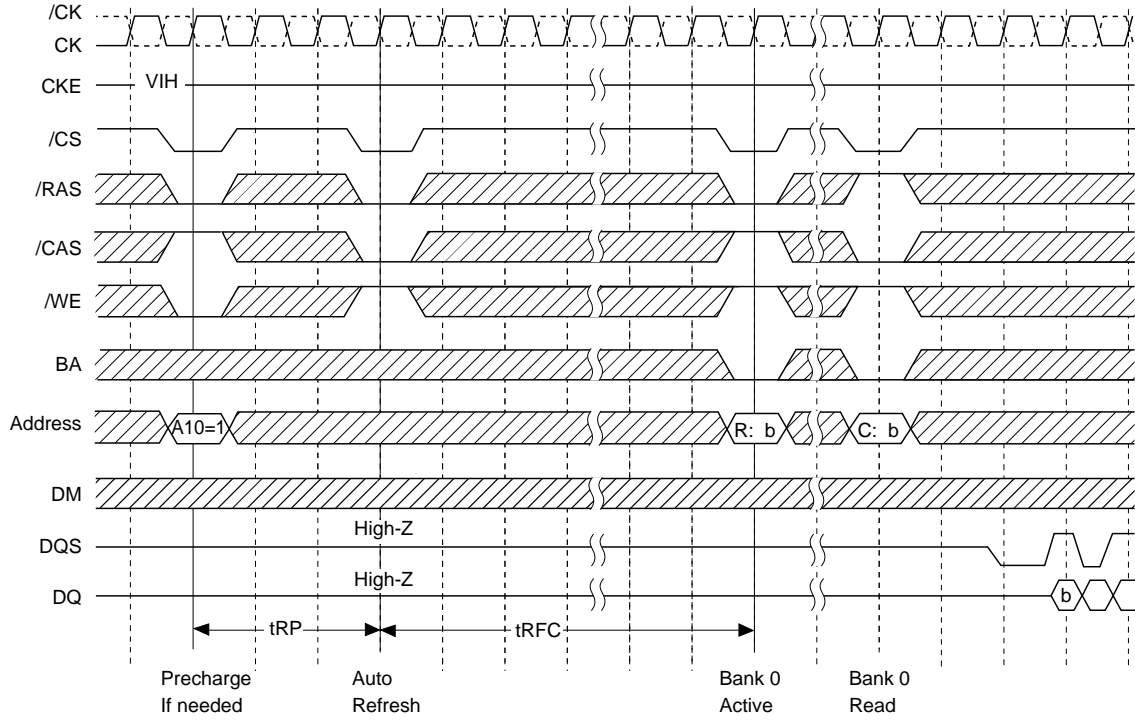 /CK
CK
CKE
VIH
/CS
/RAS
/CAS
/WE
BA
Address
A10=1
R: b
C: b
DM
High-Z
DQS
High-Z
DQ
b
tRP
tRFC
Precharge
If needed
Auto
Refresh
Bank 0
Active
Bank 0
Read